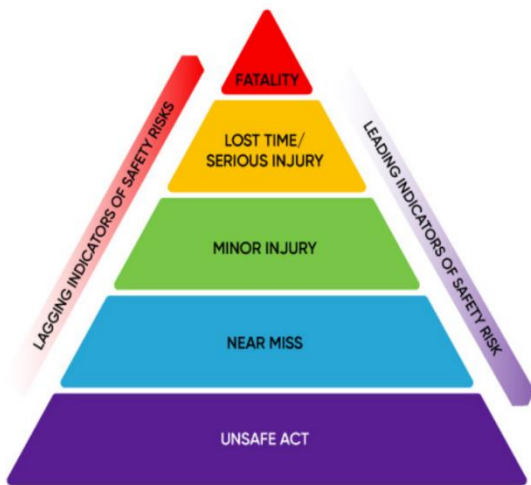 FATALITY
LOST TIME/
SERIOUS INJURY
MINOR INJURY
NEAR MISS
UNSAFE ACT
LAGGING INDICATORS OF SAFETY RISKS
LEADING INDICATORS OF SAFETY RISK